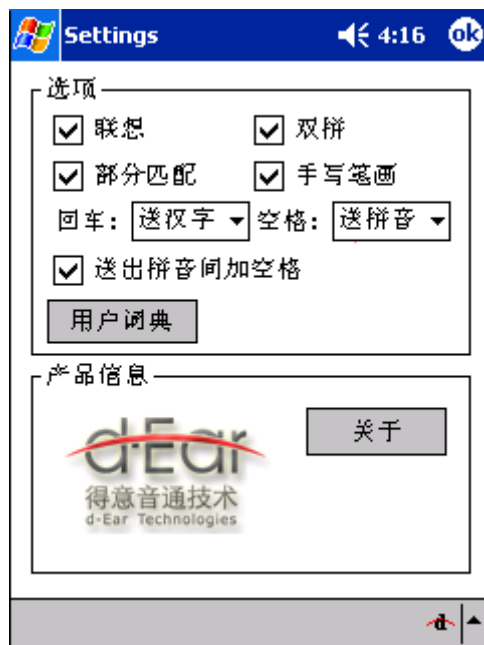 Settings 4:16 ok
选项
联想 双拼
部分匹配 手写笔画
回车: 送汉字 空格: 送拼音
送出拼音间加空格
用户词典
产品信息
d-Ear 关于
得意音通技术
d-Ear Technologies
d